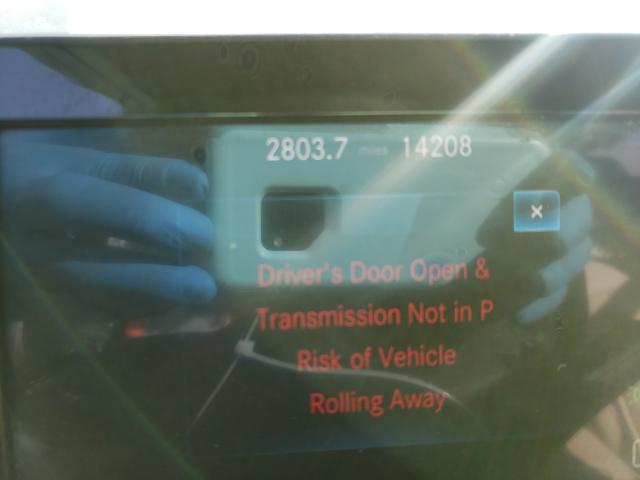 2803.7 miles 14208
×
Driver's Door Open &
Transmission Not in P
Risk of Vehicle
Rolling Away